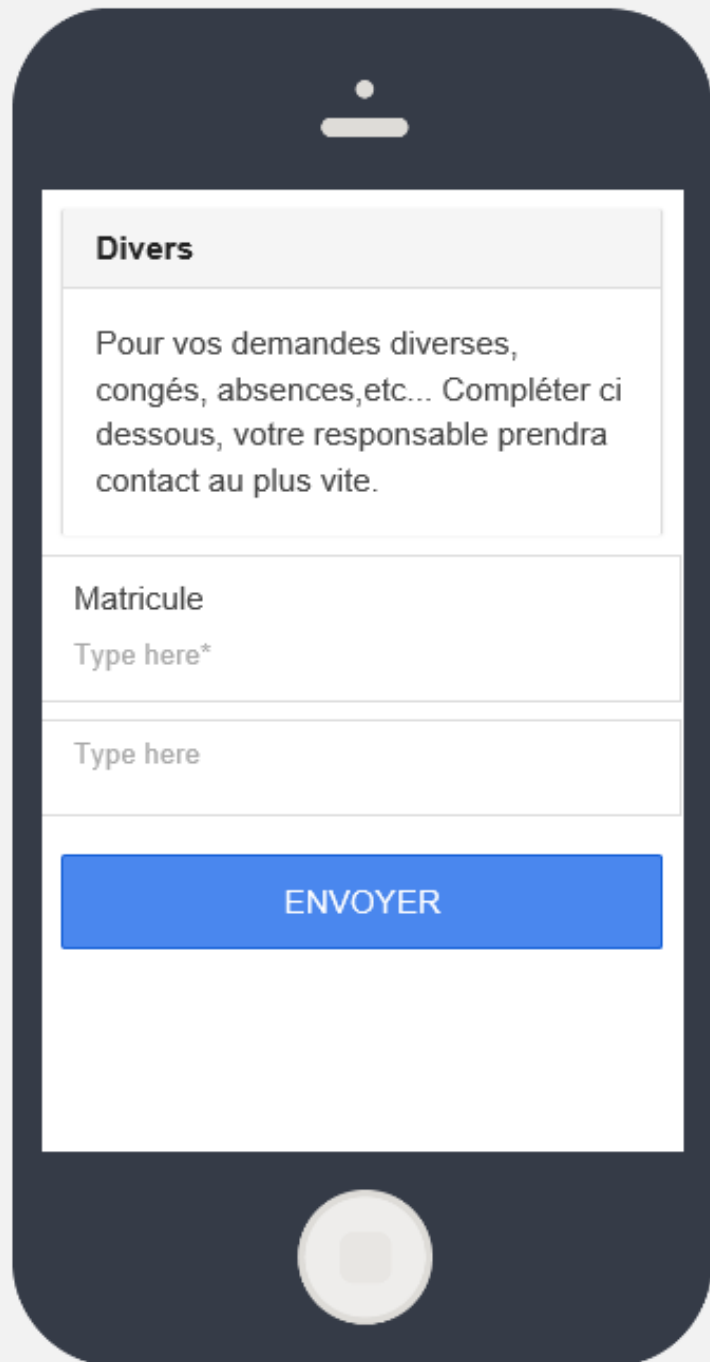 Divers
Pour vos demandes diverses,
congés, absences,etc... Compléter ci
dessous, votre responsable prendra
contact au plus vite.
Matricule
Type here*
Type here
ENVOYER